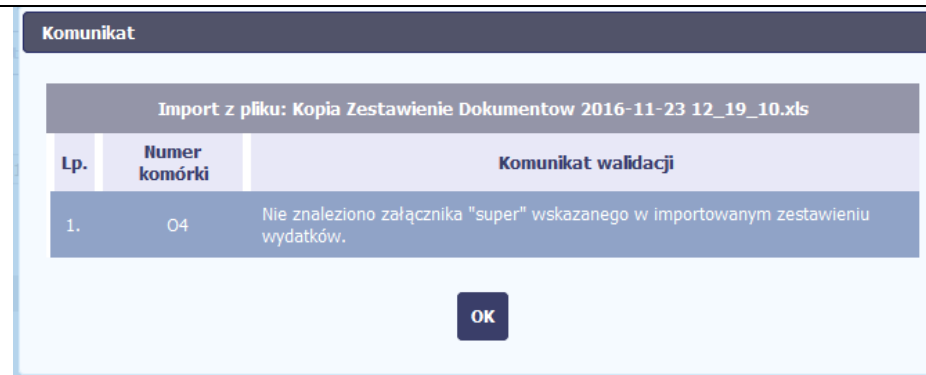 Komunikat
Import z pliku: Kopia Zestawienie Dokumentow 2016-11-23 12_19_10.xls
Lp.
Numer
komórki
Komunikat walidacji
1.
O4
Nie znaleziono załącznika "super" wskazanego w importowanym zestawieniu
wydatków.
OK